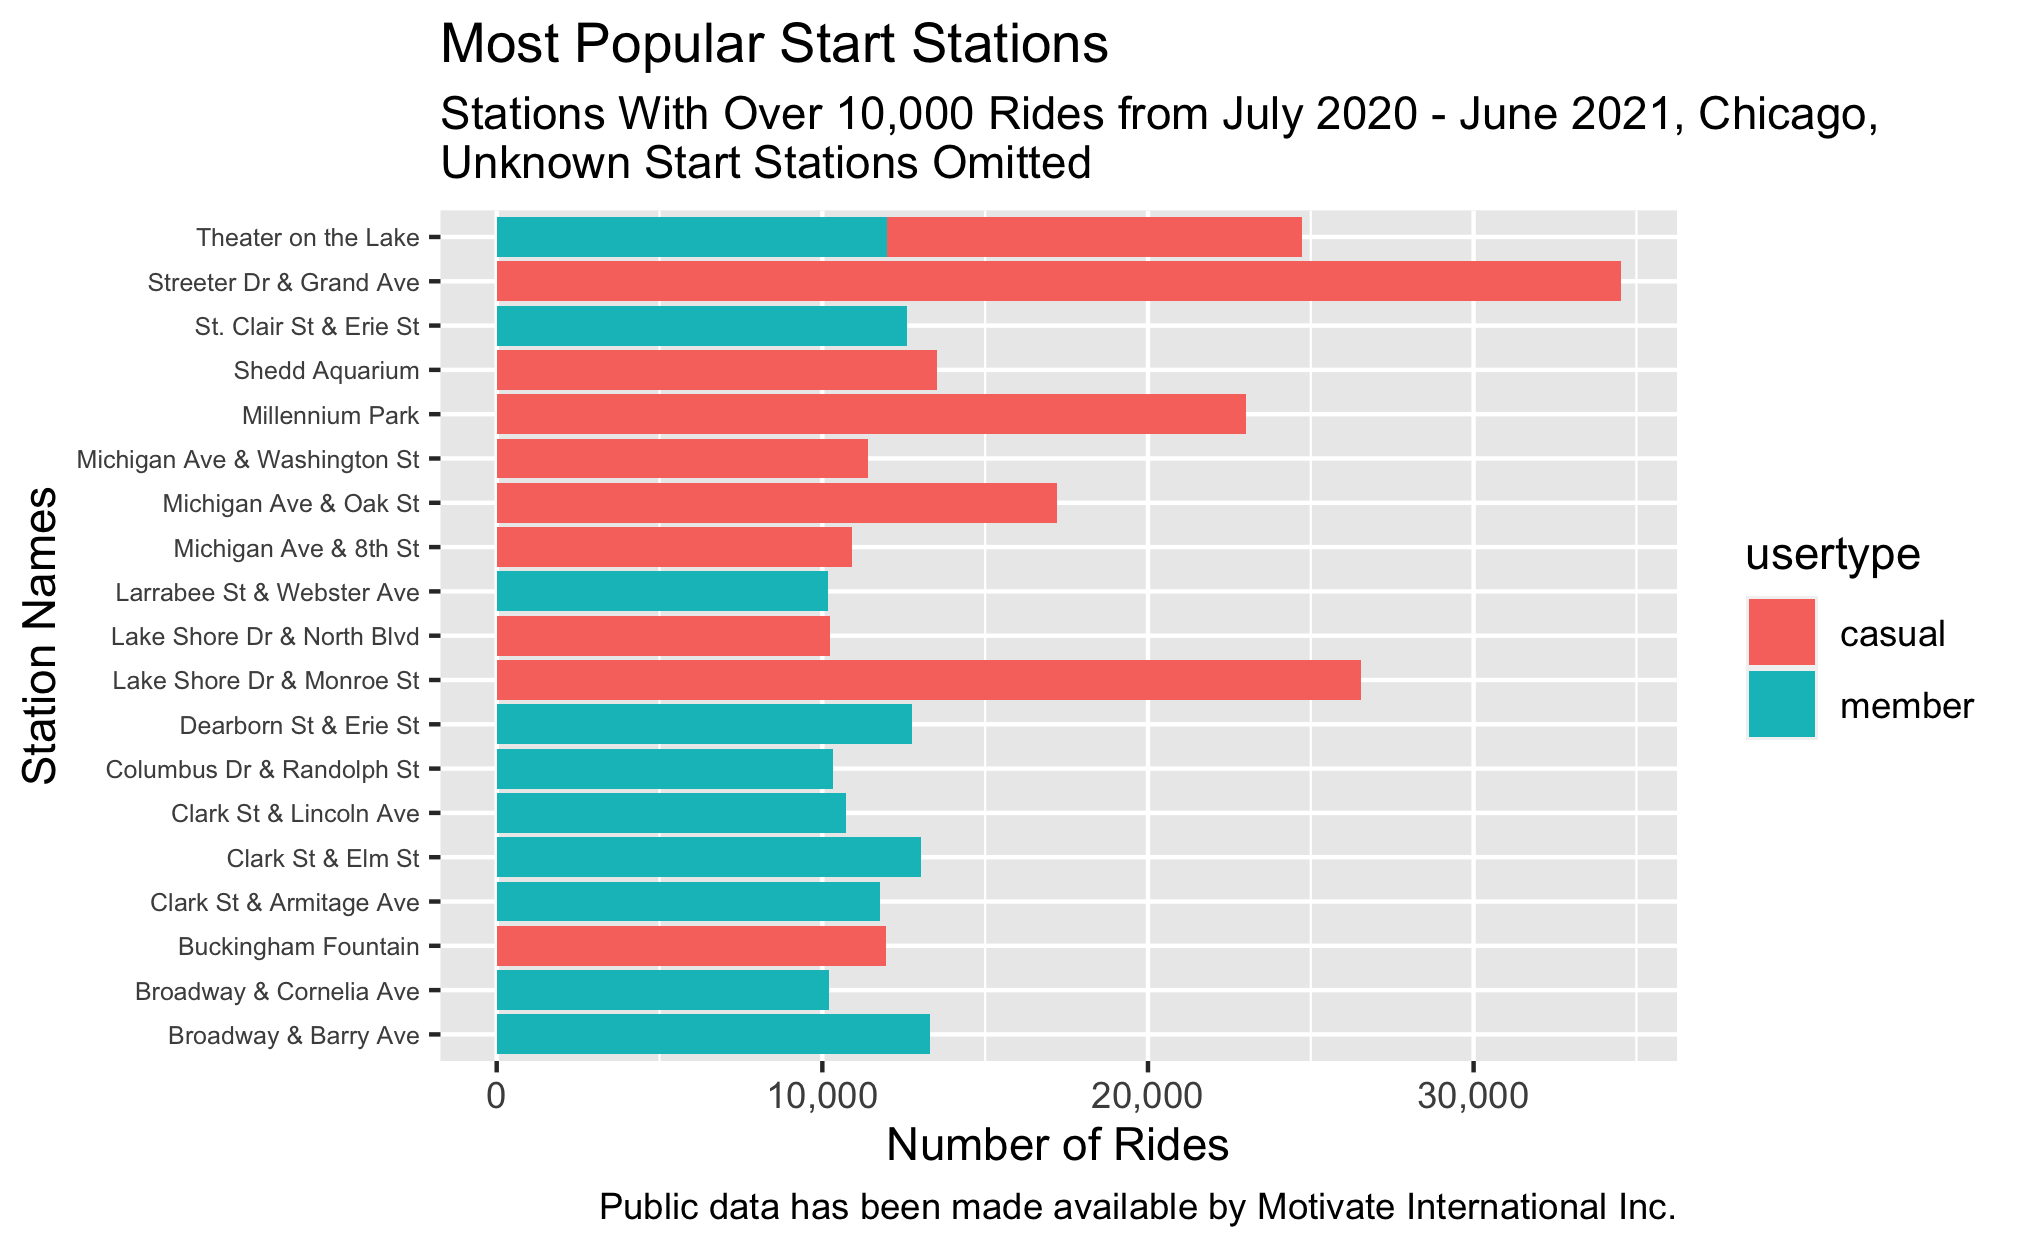 Most Popular Start Stations
Stations With Over 10,000 Rides from July 2020 - June 2021, Chicago,
Unknown Start Stations Omitted
Station Names
Theater on the Lake
Streeter Dr & Grand Ave
St. Clair St & Erie St
Shedd Aquarium
Millennium Park
Michigan Ave & Washington St
Michigan Ave & Oak St
Michigan Ave & 8th St
Larrabee St & Webster Ave
Lake Shore Dr & North Blvd
Lake Shore Dr & Monroe St
Dearborn St & Erie St
Columbus Dr & Randolph St
Clark St & Lincoln Ave
Clark St & Elm St
Clark St & Armitage Ave
Buckingham Fountain
Broadway & Cornelia Ave
Broadway & Barry Ave
0 10,000 20,000 30,000
Number of Rides
usertype
casual
member
Public data has been made available by Motivate International Inc.